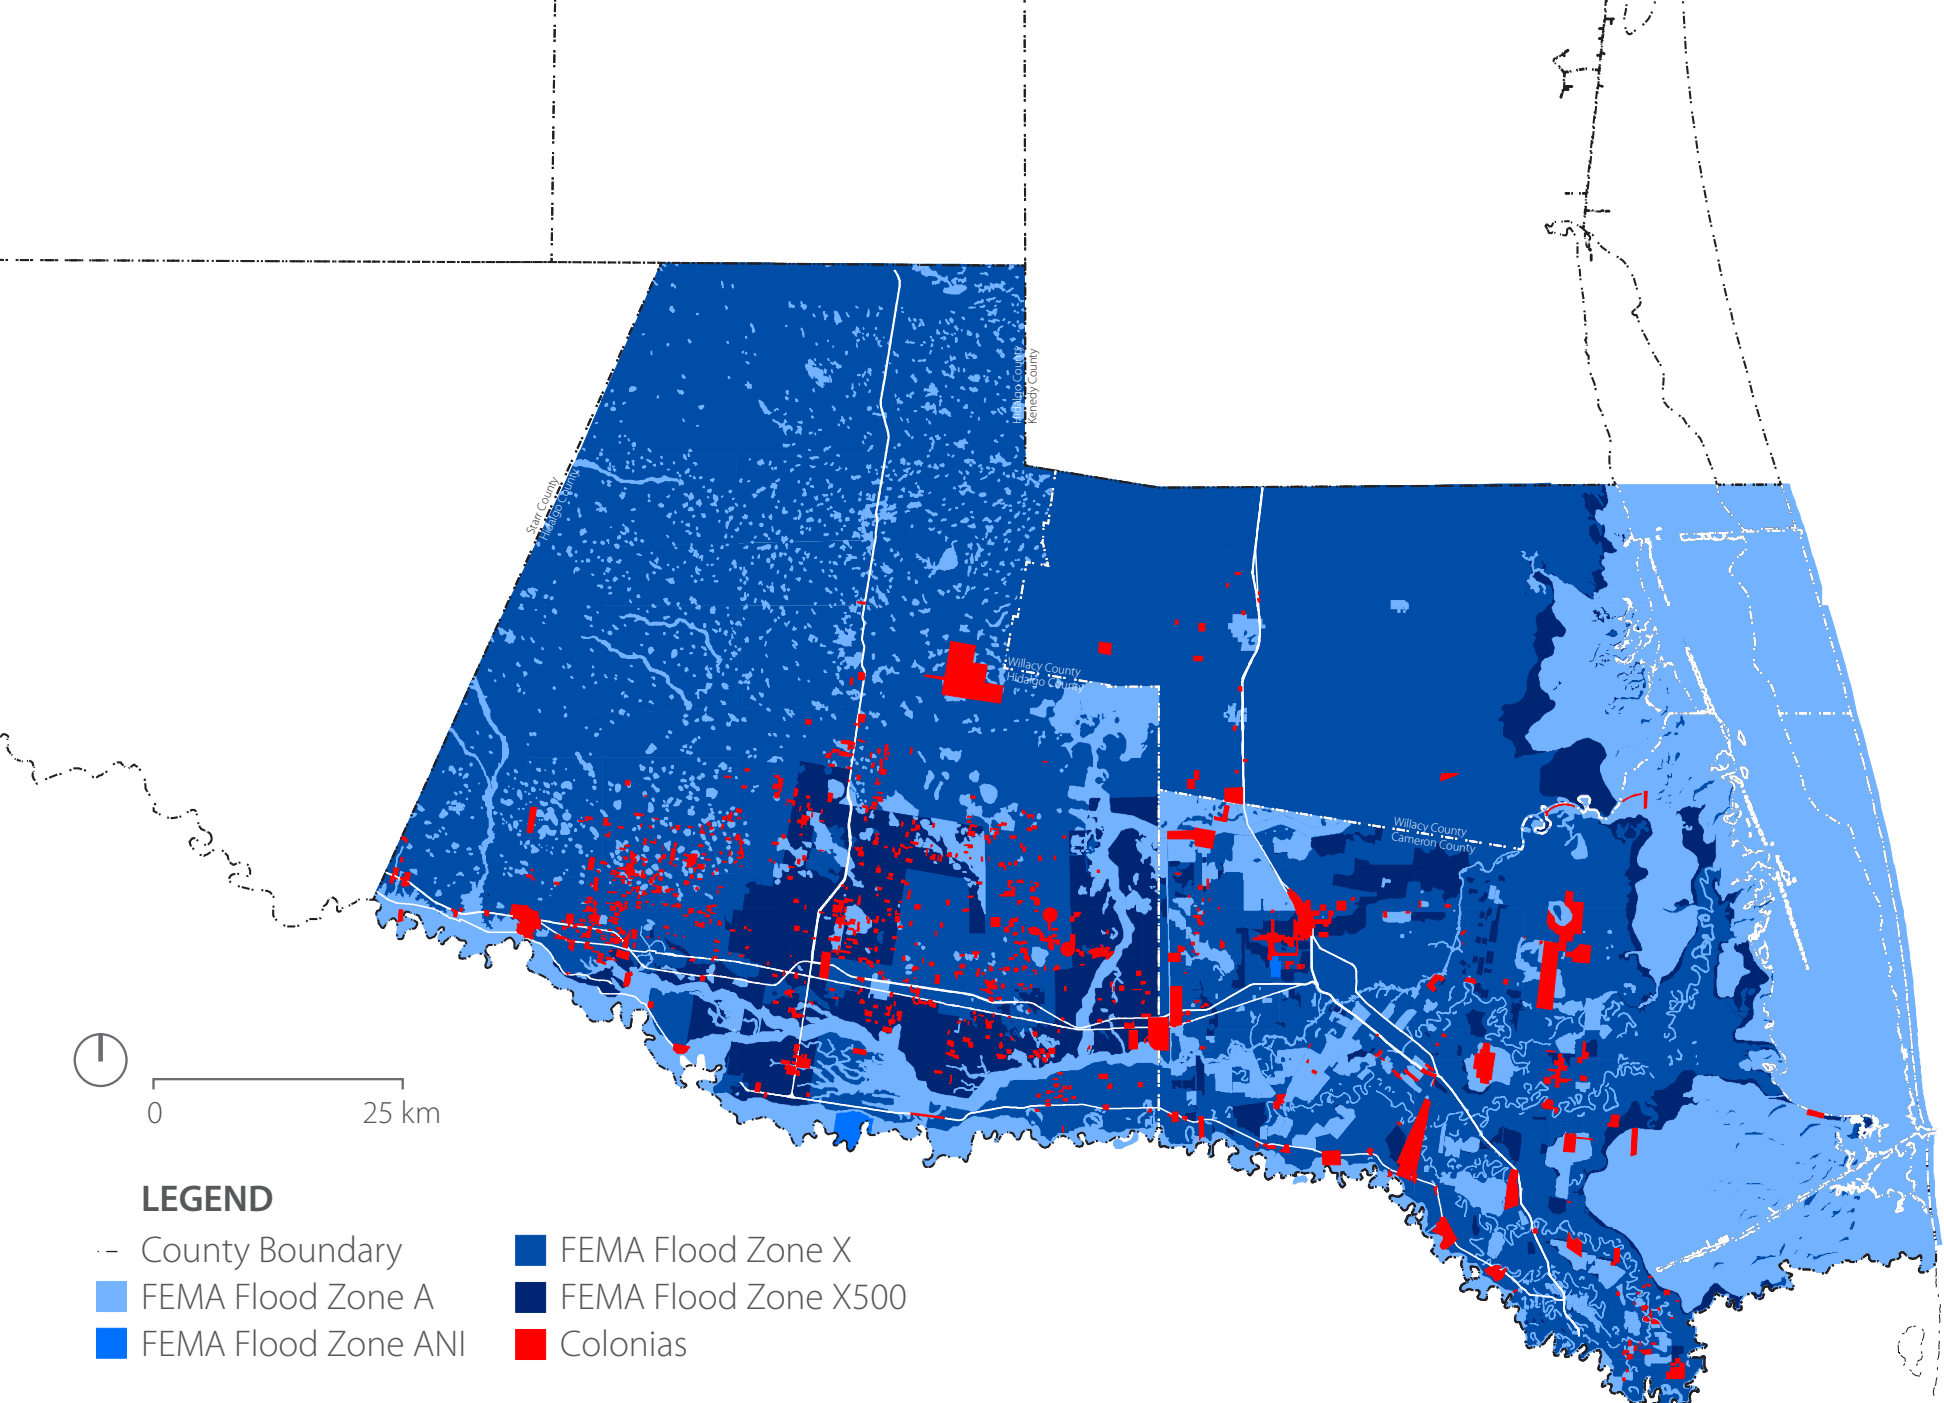 Hidalgo County
Kenedy County
Starr County
Hidalgo County
Willacy County
Hidalgo County
Willacy County
Cameron County
0 25 km
LEGEND
County Boundary
FEMA Flood Zone A
FEMA Flood Zone ANI
FEMA Flood Zone X
FEMA Flood Zone X500
Colonias